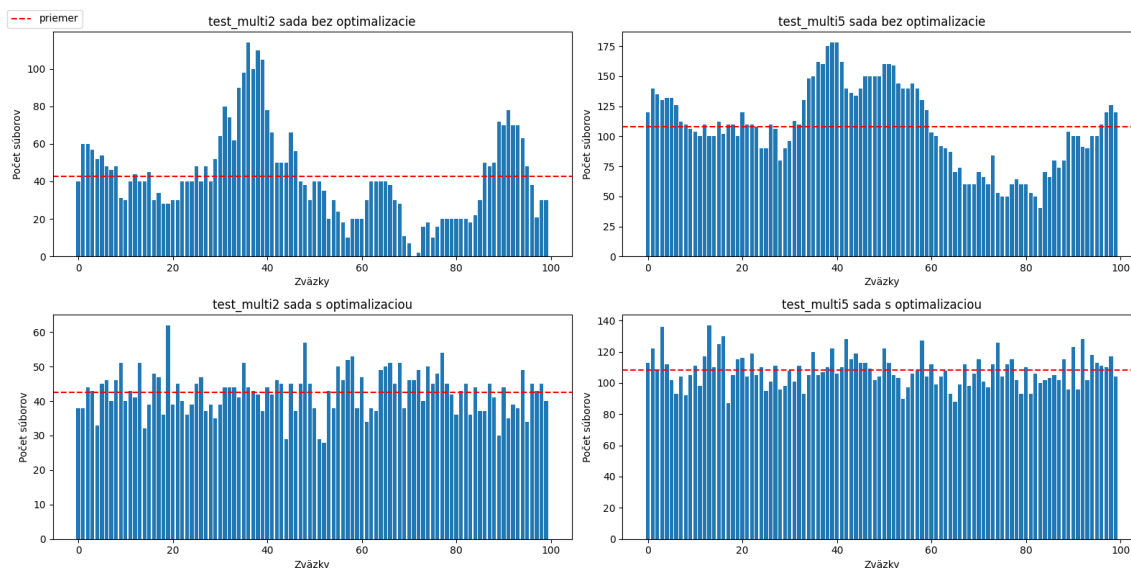 priemer
test_multi2 sada bez optimalizacie
Počet súborov
0
20
40
60
80
100
0 20 40 60 80 100
Zväzky
test_multi5 sada bez optimalizacie
Počet súborov
0
25
50
75
100
125
150
175
0 20 40 60 80 100
Zväzky
test_multi2 sada s optimalizaciou
Počet súborov
0
10
20
30
40
50
60
0 20 40 60 80 100
Zväzky
test_multi5 sada s optimalizaciou
Počet súborov
0
20
40
60
80
100
120
140
0 20 40 60 80 100
Zväzky